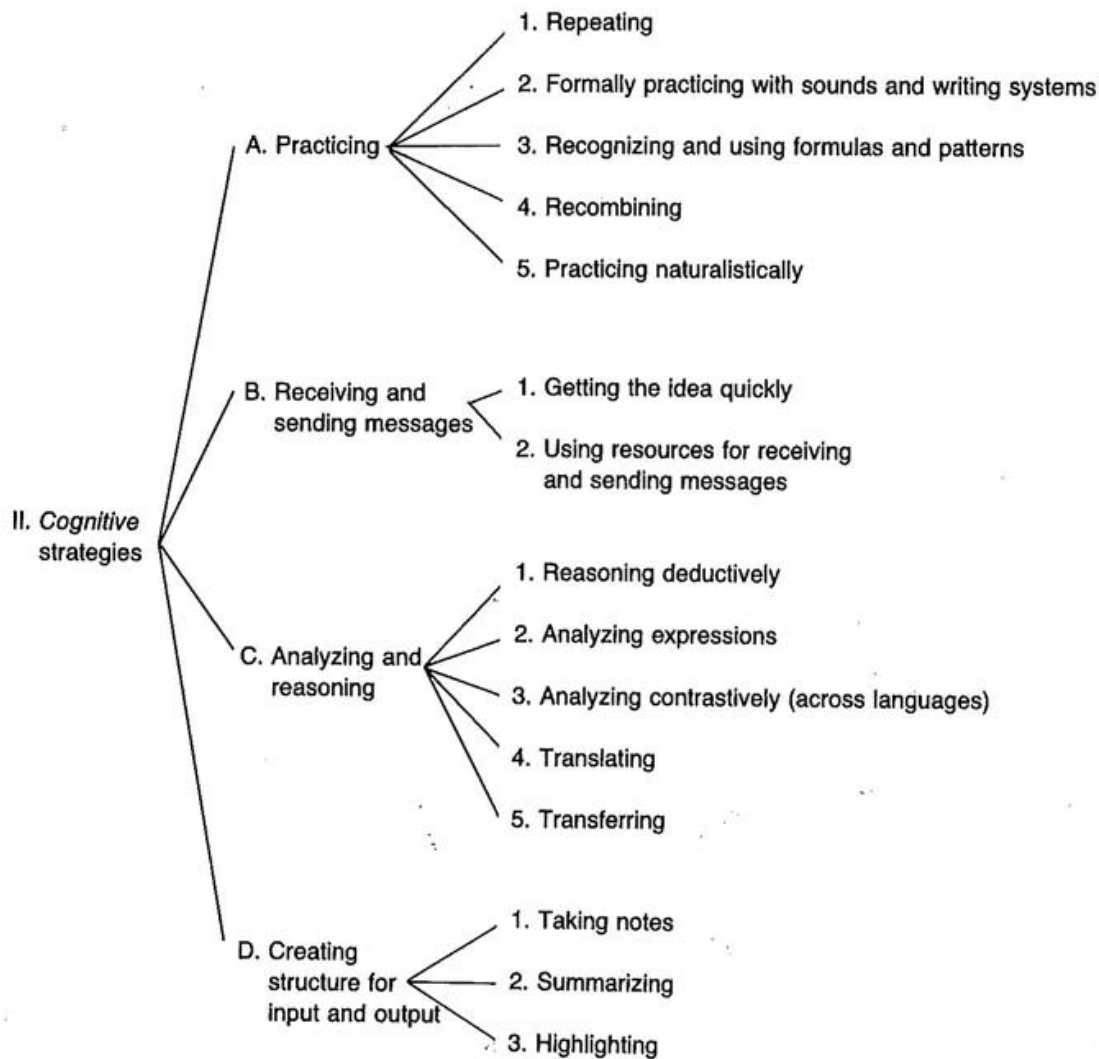 II. Cognitive
strategies
A. Practicing
1. Repeating
2. Formally practicing with sounds and writing systems
3. Recognizing and using formulas and patterns
4. Recombining
5. Practicing naturalistically
B. Receiving and
sending messages
1. Getting the idea quickly
2. Using resources for receiving
and sending messages
C. Analyzing and
reasoning
1. Reasoning deductively
2. Analyzing expressions
3. Analyzing contrastively (across languages)
4. Translating
5. Transferring
D. Creating
structure for
input and output
1. Taking notes
2. Summarizing
3. Highlighting